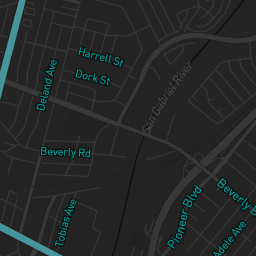 Harrell St
Dork St
Deland Ave
San Gabriel River
Beverly Rd
Tobias Ave
Pioneer Blvd
Beverly B
Adele Ave